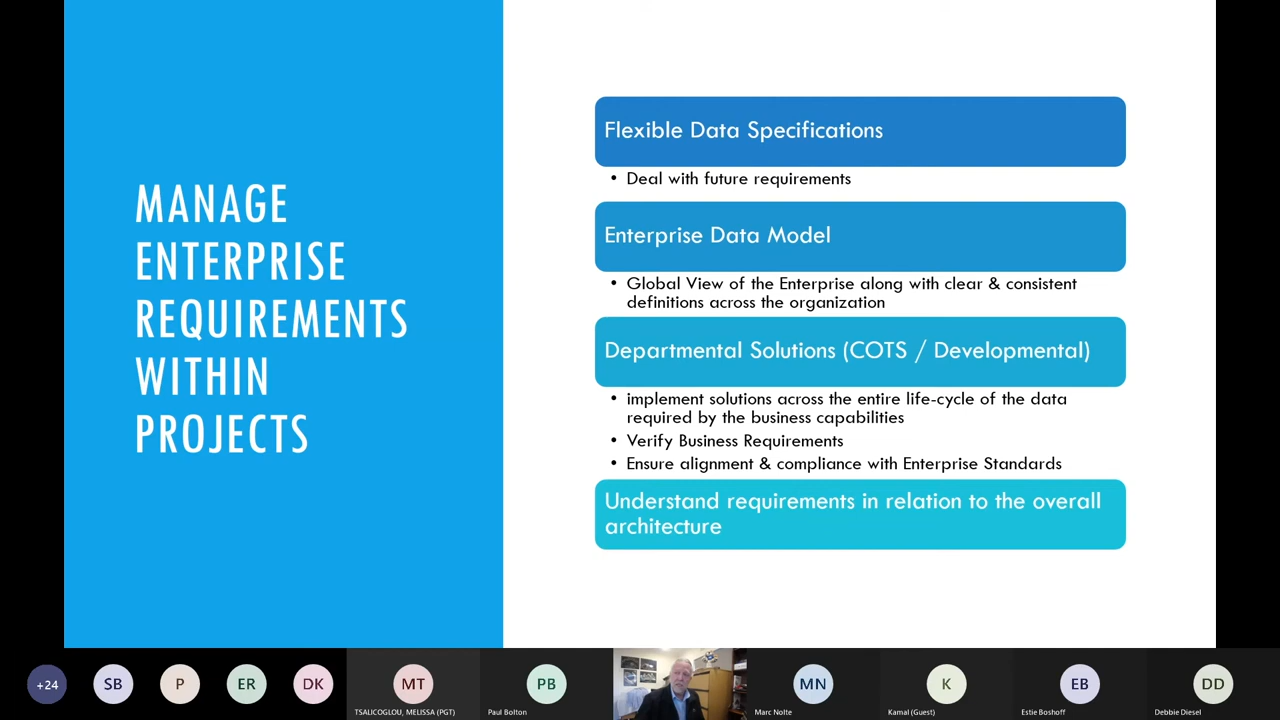 MANAGE
ENTERPRISE
REQUIREMENTS
WITHIN
PROJECTS
Flexible Data Specifications
• Deal with future requirements
Enterprise Data Model
• Global View of the Enterprise along with clear & consistent
definitions across the organization
Departmental Solutions (COTS / Developmental)
• implement solutions across the entire life-cycle of the data
required by the business capabilities
• Verify Business Requirements
• Ensure alignment & compliance with Enterprise Standards
Understand requirements in relation to the overall
architecture
+24 SB P ER DK MT PB MN K EB DD
TSALICOGLOU, MELISSA (PGT) Paul Bolton Marc Nolte Kamal (Guest) Estie Boshoff Debbie Diesel